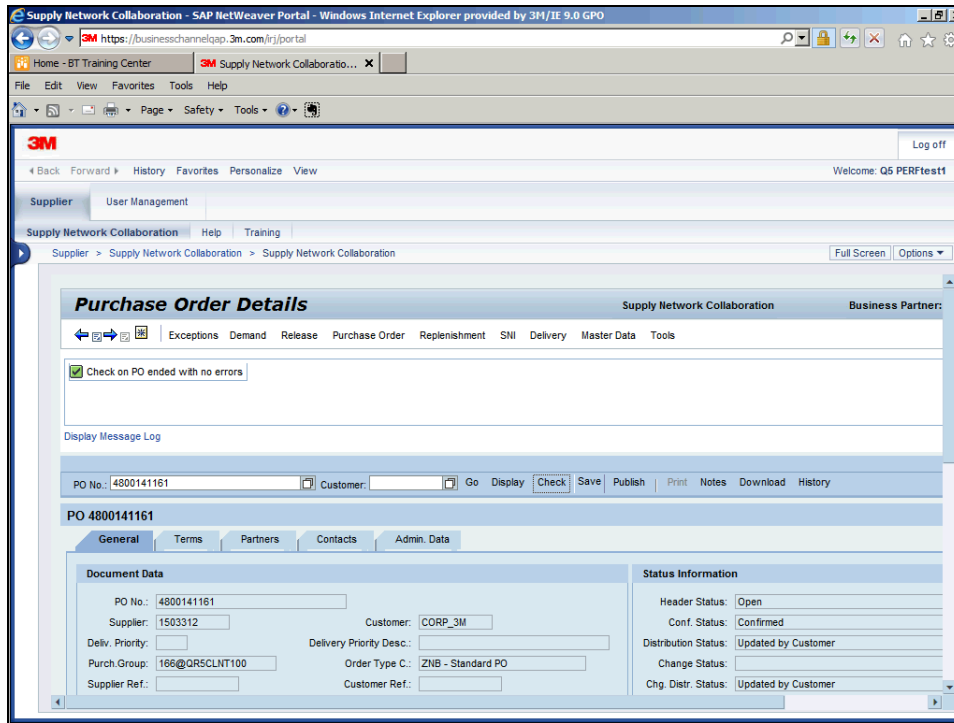 Supply Network Collaboration - SAP NetWeaver Portal - Windows Internet Explorer provided by 3M/IE 9.0 GPO
3M https://businesschannelqap.3m.com/irj/portal
Home - BT Training Center
3M Supply Network Collaboratio... X
File Edit View Favorites Tools Help
Page Safety Tools
3M
Log off
Back Forward History Favorites Personalize View
Welcome: Q5 PERFtest1
Supplier User Management
Supply Network Collaboration Help Training
Supplier > Supply Network Collaboration > Supply Network Collaboration
Full Screen Options
Purchase Order Details
Supply Network Collaboration
Business Partner:
Exceptions Demand Release Purchase Order Replenishment SNI Delivery Master Data Tools
Check on PO ended with no errors
Display Message Log
PO No.: 4800141161 Customer: Go Display Check Save Publish Print Notes Download History
PO 4800141161
General Terms Partners Contacts Admin. Data
Document Data
PO No.: 4800141161
Supplier: 1503312 Customer: CORP_3M
Deliv. Priority: Delivery Priority Desc.:
Purch.Group: 166@QR5CLNT100 Order Type C.: ZNB - Standard PO
Supplier Ref.: Customer Ref.:
Status Information
Header Status: Open
Conf. Status: Confirmed
Distribution Status: Updated by Customer
Change Status:
Chg. Distr. Status: Updated by Customer